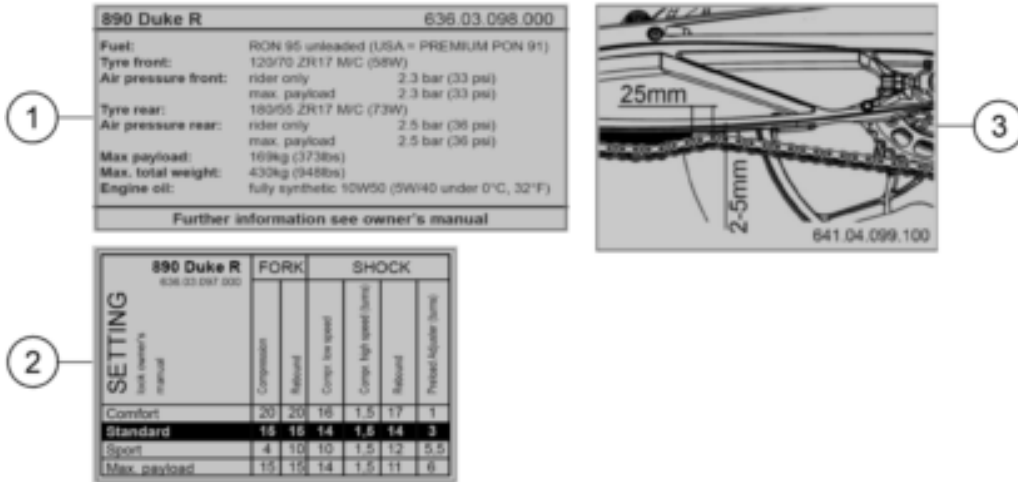 1
890 Duke R 636.03.098.000
Fuel: RON 95 unleaded (USA = PREMIUM PON 91)
Tyre front: 120/70 ZR17 M/C (58W)
Air pressure front: rider only 2.3 bar (33 psi)
max. payload 2.3 bar (33 psi)
Tyre rear: 180/55 ZR17 M/C (73W)
Air pressure rear: rider only 2.5 bar (36 psi)
max. payload 2.5 bar (36 psi)
Max payload: 169kg (373lbs)
Max. total weight: 430kg (948lbs)
Engine oil: fully synthetic 10W50 (5W/40 under 0°C, 32°F)
Further information see owner's manual
2
890 Duke R
636.03.097.000
SETTING
look owner's
manual
FORK SHOCK
Compression
Rebound
Compr. low speed
Compr. high speed (turns)
Rebound
Preload Adjuster (turns)
Comfort 20 20 16 1,5 17 1
Standard 15 15 14 1,5 14 3
Sport 4 10 10 1,5 12 5,5
Max. payload 15 15 14 1,5 11 6
3
25mm
2-5mm
641.04.099.100